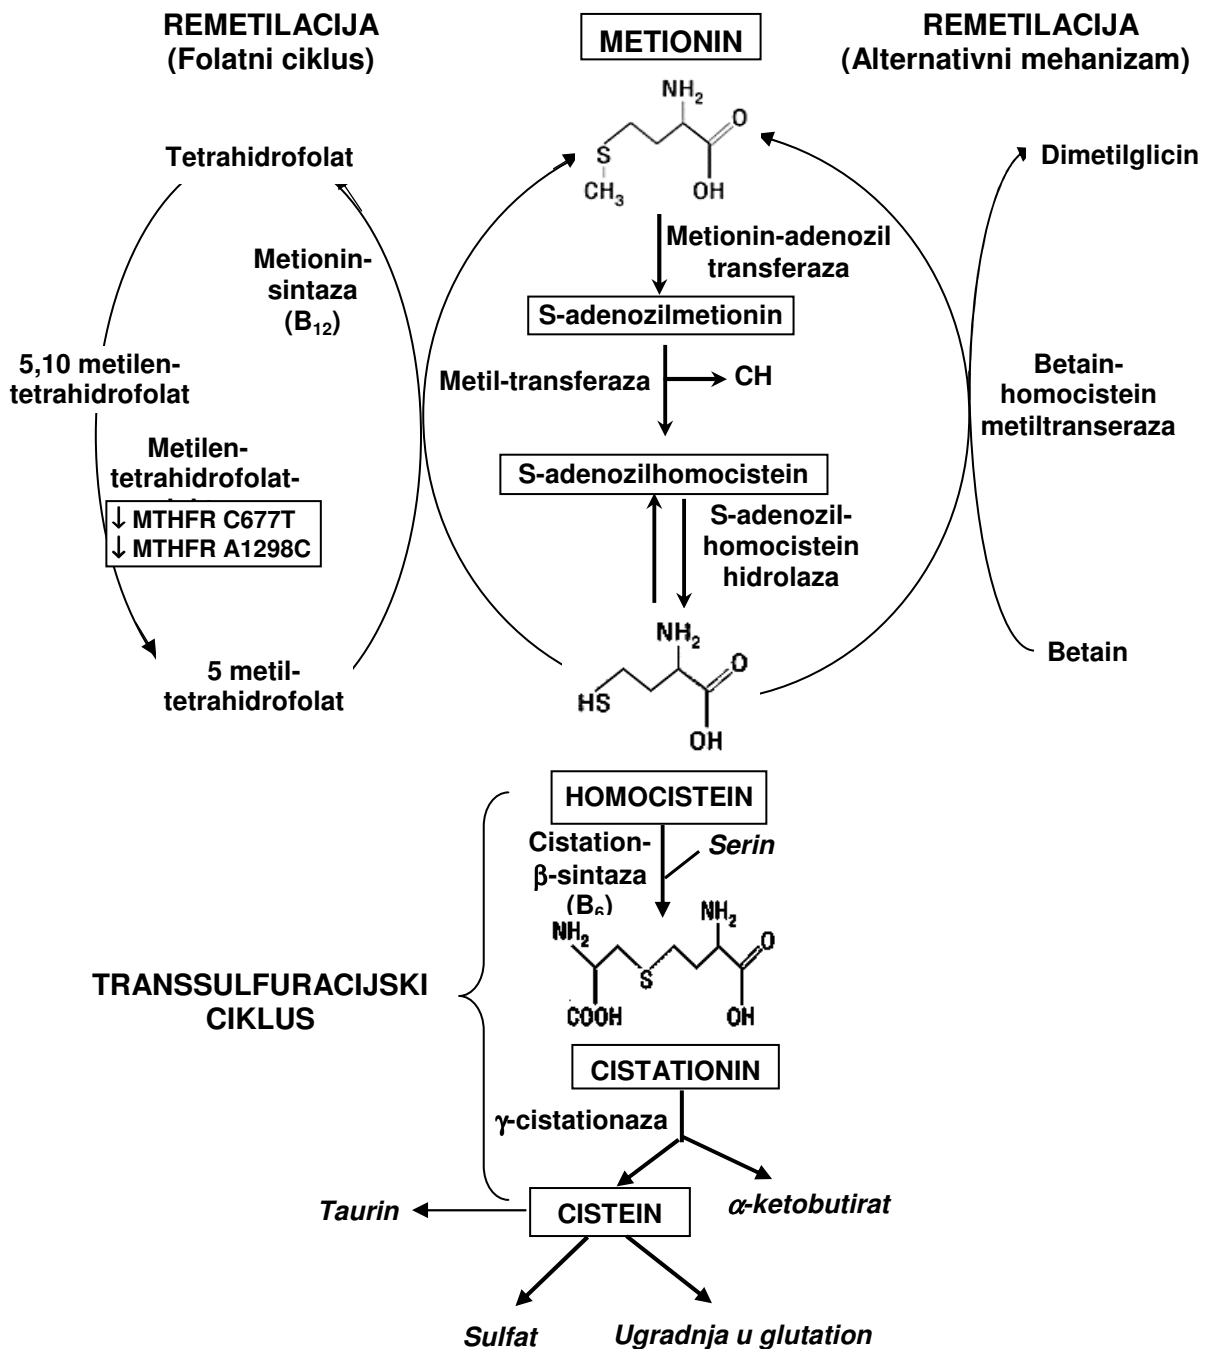 REMETILACIJA
(Folatni ciklus)
METIONIN
REMETILACIJA
(Alternativni mehanizam)
NH2
O
S
CH3
OH
Tetrahidrofolat
Dimetilglicin
Metionin-
sintaza
(B12)
Metionin-adenozil
transferaza
S-adenozilmetionin
5,10 metilen-
tetrahidrofolat
Metil-transferaza
CH
Betain-
homocistein
metiltranseraza
Metilen-
tetrahidrofolat-
↓ MTHFR C677T
↓ MTHFR A1298C
S-adenozilhomocistein
S-adenozil-
homocistein
hidrolaza
5 metil-
tetrahidrofolat
NH2
O
HS
OH
Betain
HOMOCISTEIN
Cistation-
β-sintaza
(B6)
Serin
NH2
NH2
O
S
COOH
OH
TRANSSULFURACIJSKI
CIKLUS
CISTATIONIN
γ-cistationaza
Taurin
CISTEIN
α-ketobutirat
Sulfat
Ugradnja u glutation